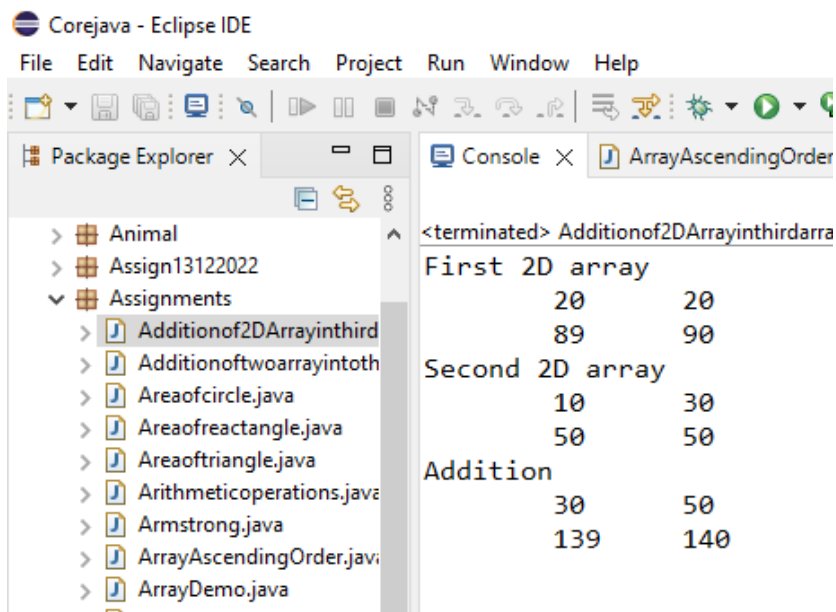 Corejava - Eclipse IDE
File Edit Navigate Search Project Run Window Help
Package Explorer
Console ArrayAscendingOrder
Animal
Assign13122022
Assignments
Additionof2DArrayinthird
Additionoftwoarrayintoth
Areaofcircle.java
Areaofreactangle.java
Areaoftriangle.java
Arithmeticoperations.java
Armstrong.java
ArrayAscendingOrder.java
ArrayDemo.java
<terminated> Additionof2DArrayinthirdarra
First 2D array
20 20
89 90
Second 2D array
10 30
50 50
Addition
30 50
139 140